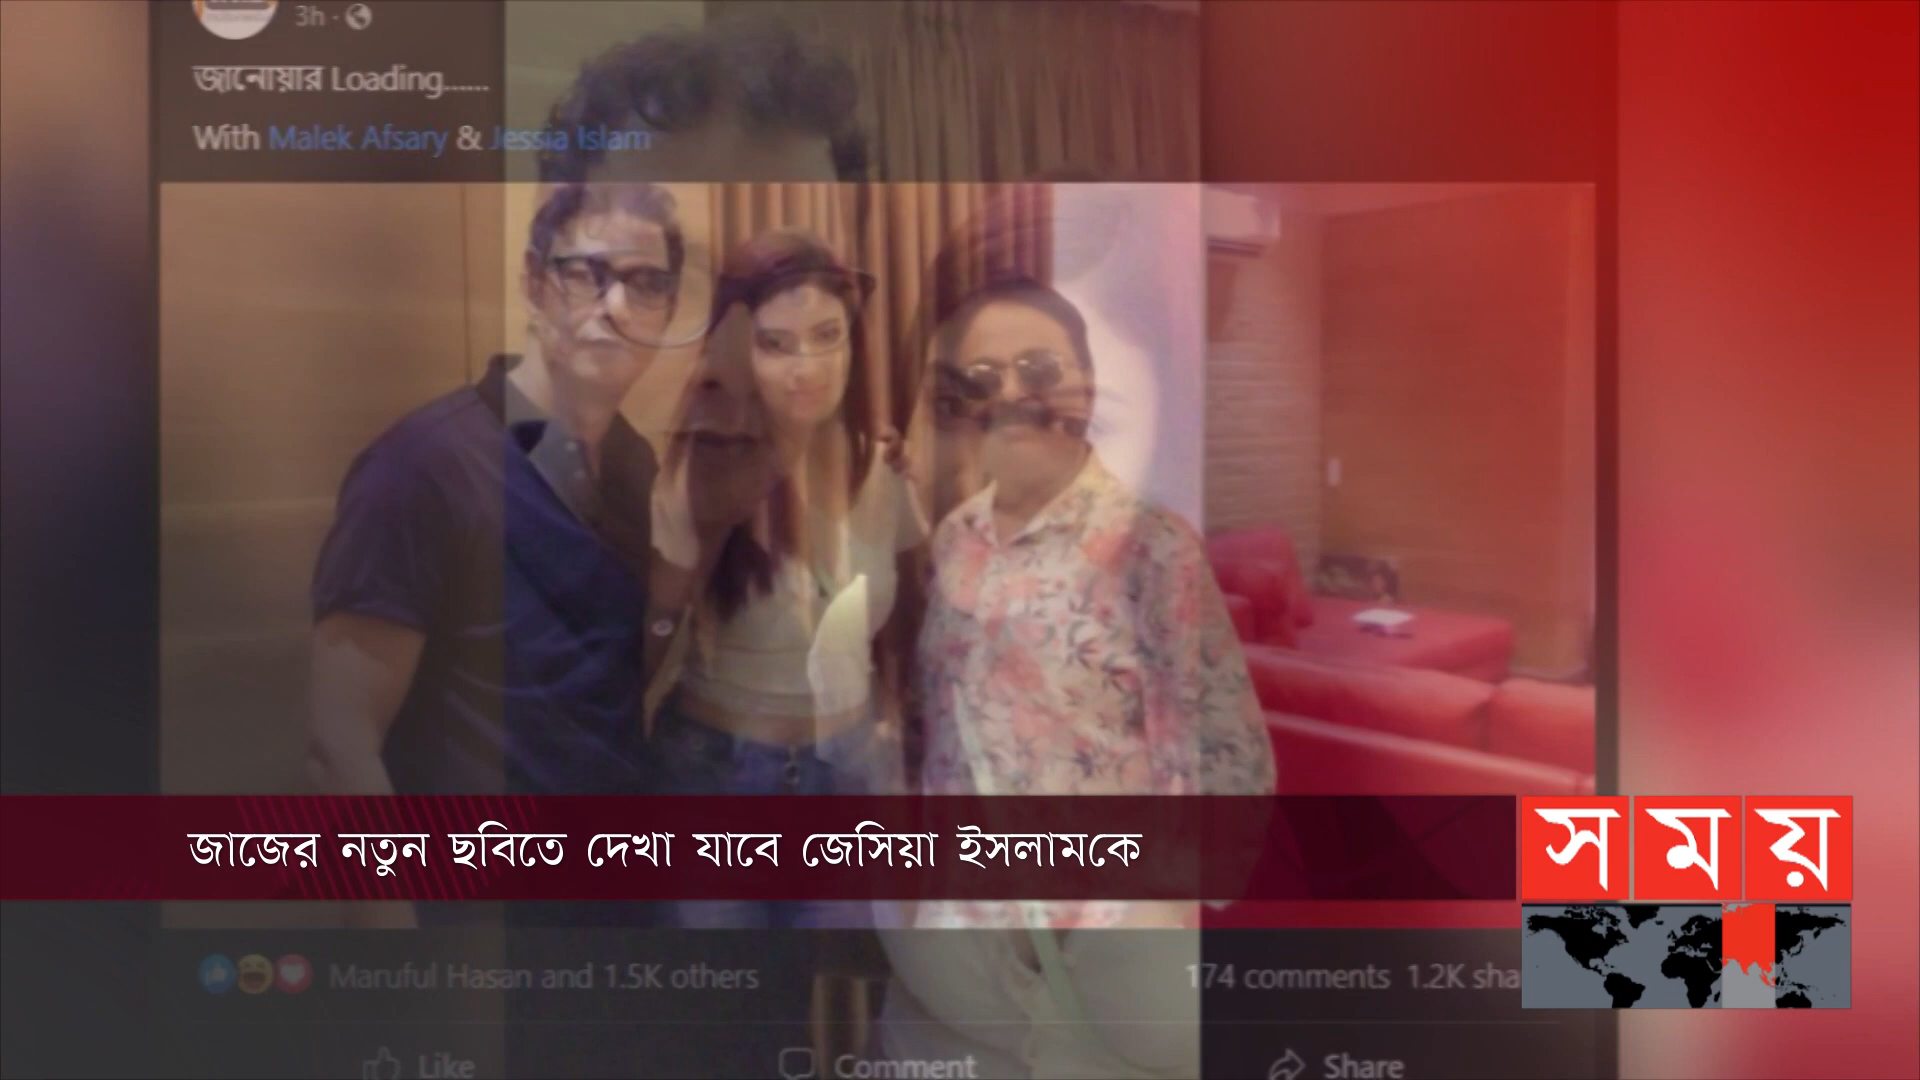 3h ·
জানোয়ার Loading......
With Malek Afsary & Jessia Islam
জাজের নতুন ছবিতে দেখা যাবে জেসিয়া ইসলামকে
সময়
Maruful Hasan and 1.5K others
174 comments 1.2K sha
Like
Comment
Share